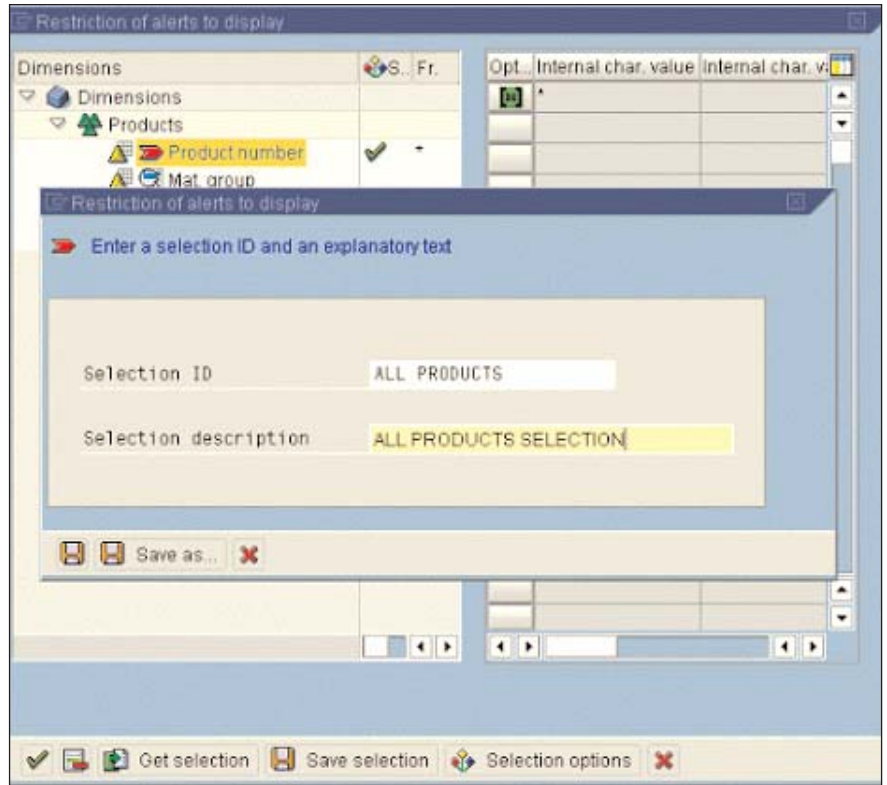 Restriction of alerts to display
Dimensions S.. Fr. Opt... Internal char. value Internal char. v
Dimensions *
Products
Product number *
Mat. group
Restriction of alerts to display
Enter a selection ID and an explanatory text
Selection ID ALL PRODUCTS
Selection description ALL PRODUCTS SELECTION
Save as...
Get selection Save selection Selection options